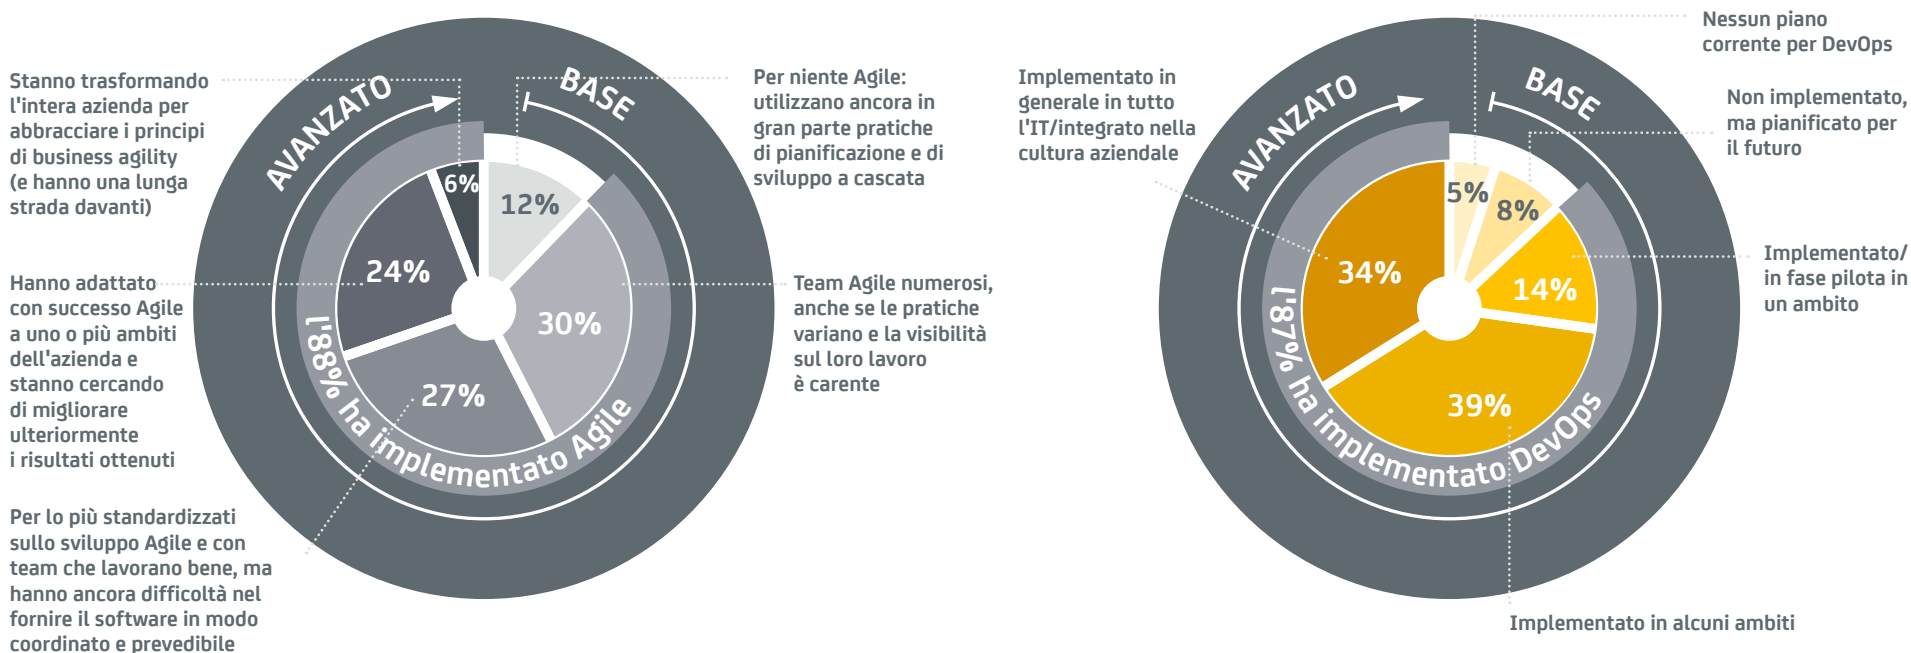 Stanno trasformando
l'intera azienda per
abbracciare i principi
di business agility
(e hanno una lunga
strada davanti)
Hanno adattato
con successo Agile
a uno o più ambiti
dell'azienda e
stanno cercando
di migliorare
ulteriormente
i risultati ottenuti
Per lo più standardizzati
sullo sviluppo Agile e con
team che lavorano bene, ma
hanno ancora difficoltà nel
fornire il software in modo
coordinato e prevedibile
AVANZATO
BASE
6%
12%
24%
30%
27%
l'88% ha implementato Agile
Per niente Agile:
utilizzano ancora in
gran parte pratiche
di pianificazione e di
sviluppo a cascata
Team Agile numerosi,
anche se le pratiche
variano e la visibilità
sul loro lavoro
è carente
Implementato in
generale in tutto
l'IT/integrato nella
cultura aziendale
AVANZATO
BASE
5%
8%
34%
14%
39%
l'87% ha implementato DevOps
Nessun piano
corrente per DevOps
Non implementato,
ma pianificato per
il futuro
Implementato/
in fase pilota in
un ambito
Implementato in alcuni ambiti